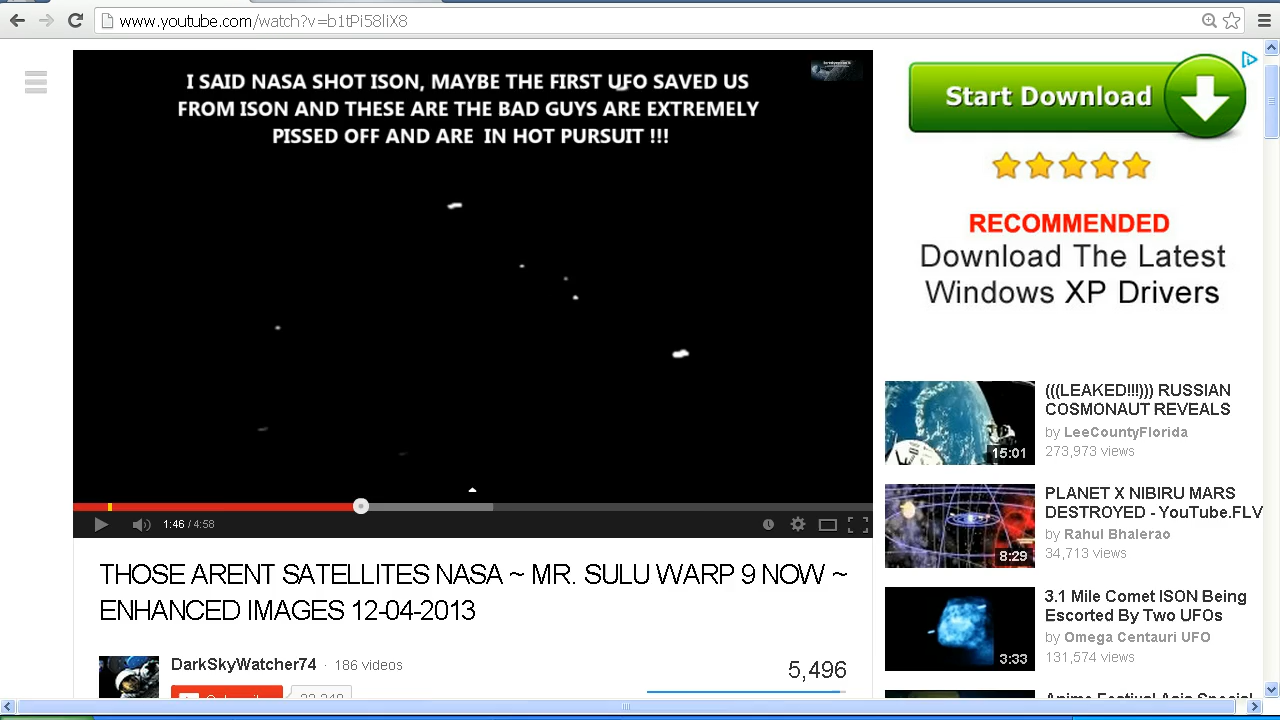 www.youtube.com/watch?v=b1tPi58IiX8
I SAID NASA SHOT ISON, MAYBE THE FIRST UFO SAVED US
FROM ISON AND THESE ARE THE BAD GUYS ARE EXTREMELY
PISSED OFF AND ARE IN HOT PURSUIT !!!
1:46 / 4:58
THOSE ARENT SATELLITES NASA ~ MR. SULU WARP 9 NOW ~
ENHANCED IMAGES 12-04-2013
DarkSkyWatcher74 · 186 videos
5,496
Start Download
RECOMMENDED
Download The Latest
Windows XP Drivers
(((LEAKED!!!))) RUSSIAN
COSMONAUT REVEALS
by LeeCountyFlorida
273,973 views
15:01
PLANET X NIBIRU MARS
DESTROYED - YouTube.FLV
by Rahul Bhalerao
34,713 views
8:29
3.1 Mile Comet ISON Being
Escorted By Two UFOs
by Omega Centauri UFO
131,574 views
3:33
Anime Festival Asia Special